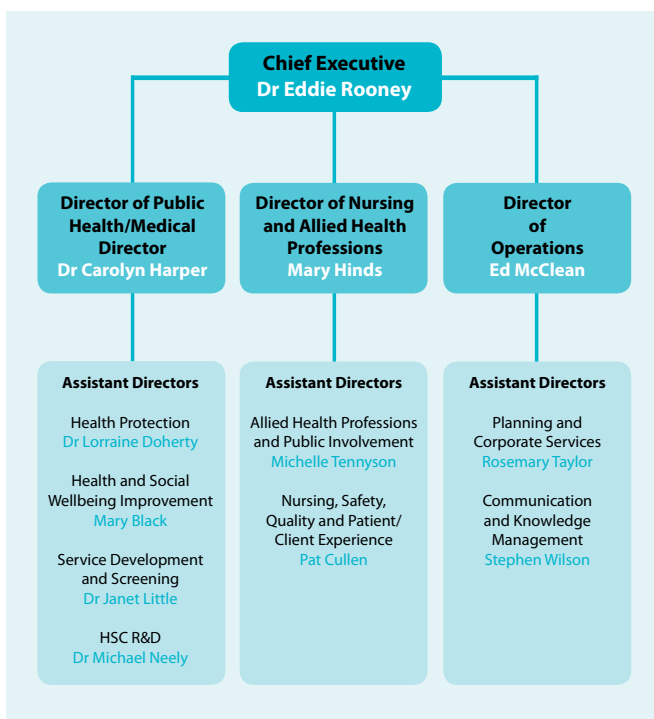 Chief Executive
Dr Eddie Rooney
Director of Public
Health/Medical
Director
Dr Carolyn Harper
Director of Nursing
and Allied Health
Professions
Mary Hinds
Director
of
Operations
Ed McClean
Assistant Directors
Health Protection
Dr Lorraine Doherty
Health and Social
Wellbeing Improvement
Mary Black
Service Development
and Screening
Dr Janet Little
HSC R&D
Dr Michael Neely
Assistant Directors
Allied Health Professions
and Public Involvement
Michelle Tennyson
Nursing, Safety,
Quality and Patient/
Client Experience
Pat Cullen
Assistant Directors
Planning and
Corporate Services
Rosemary Taylor
Communication
and Knowledge
Management
Stephen Wilson